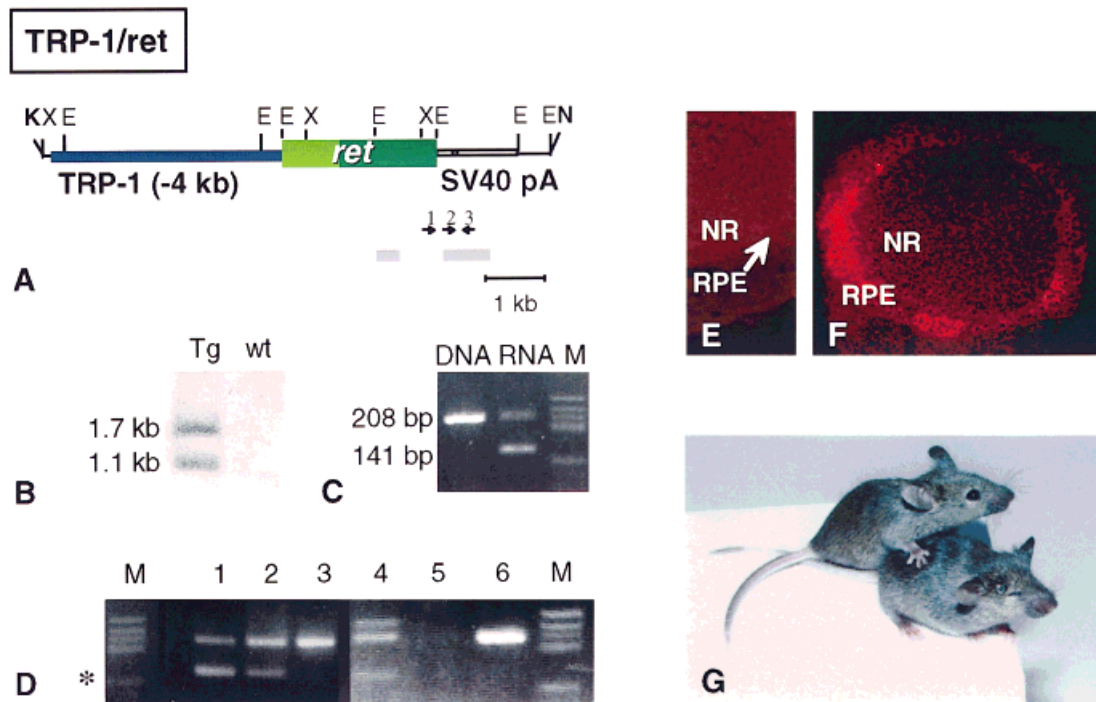 TRP-1/ret
K X E E E X E X E E E N
ret
TRP-1 (-4 kb) SV40 pA
1 2 3
1 kb
A
Tg wt
1.7 kb
1.1 kb
B
DNA RNA M
208 bp
141 bp
C
M 1 2 3 4 5 6 M
*
D
NR
RPE
E
NR
RPE
F
G